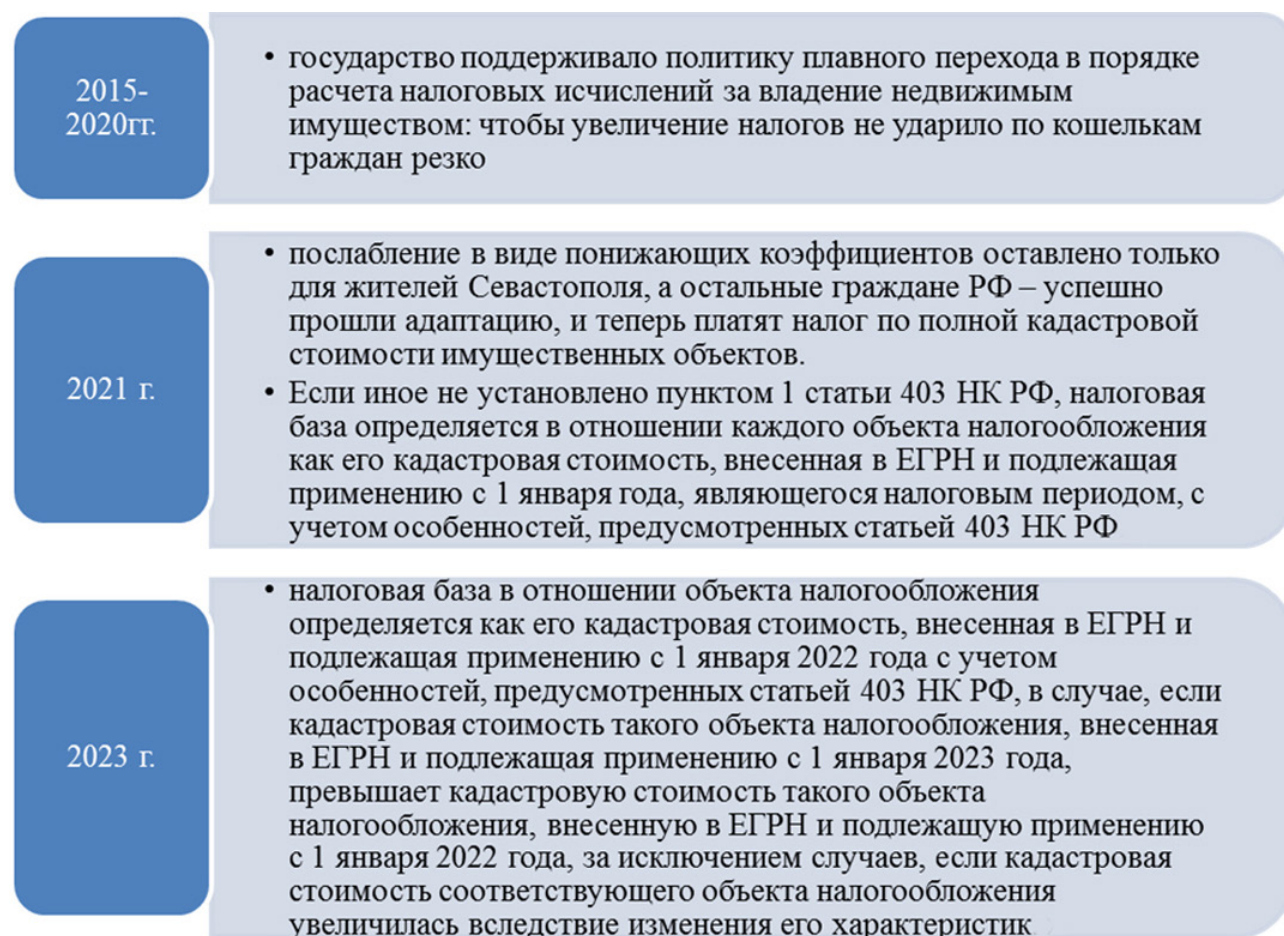 2015-
2020гг.
• государство поддерживало политику плавного перехода в порядке
расчета налоговых исчислений за владение недвижимым
имуществом: чтобы увеличение налогов не ударило по кошелькам
граждан резко
2021 г.
• послабление в виде понижающих коэффициентов оставлено только
для жителей Севастополя, а остальные граждане РФ – успешно
прошли адаптацию, и теперь платят налог по полной кадастровой
стоимости имущественных объектов.
• Если иное не установлено пунктом 1 статьи 403 НК РФ, налоговая
база определяется в отношении каждого объекта налогообложения
как его кадастровая стоимость, внесенная в ЕГРН и подлежащая
применению с 1 января года, являющегося налоговым периодом, с
учетом особенностей, предусмотренных статьей 403 НК РФ
2023 г.
• налоговая база в отношении объекта налогообложения
определяется как его кадастровая стоимость, внесенная в ЕГРН и
подлежащая применению с 1 января 2022 года с учетом
особенностей, предусмотренных статьей 403 НК РФ, в случае, если
кадастровая стоимость такого объекта налогообложения, внесенная
в ЕГРН и подлежащая применению с 1 января 2023 года,
превышает кадастровую стоимость такого объекта
налогообложения, внесенную в ЕГРН и подлежащую применению
с 1 января 2022 года, за исключением случаев, если кадастровая
стоимость соответствующего объекта налогообложения
увеличилась вследствие изменения его характеристик